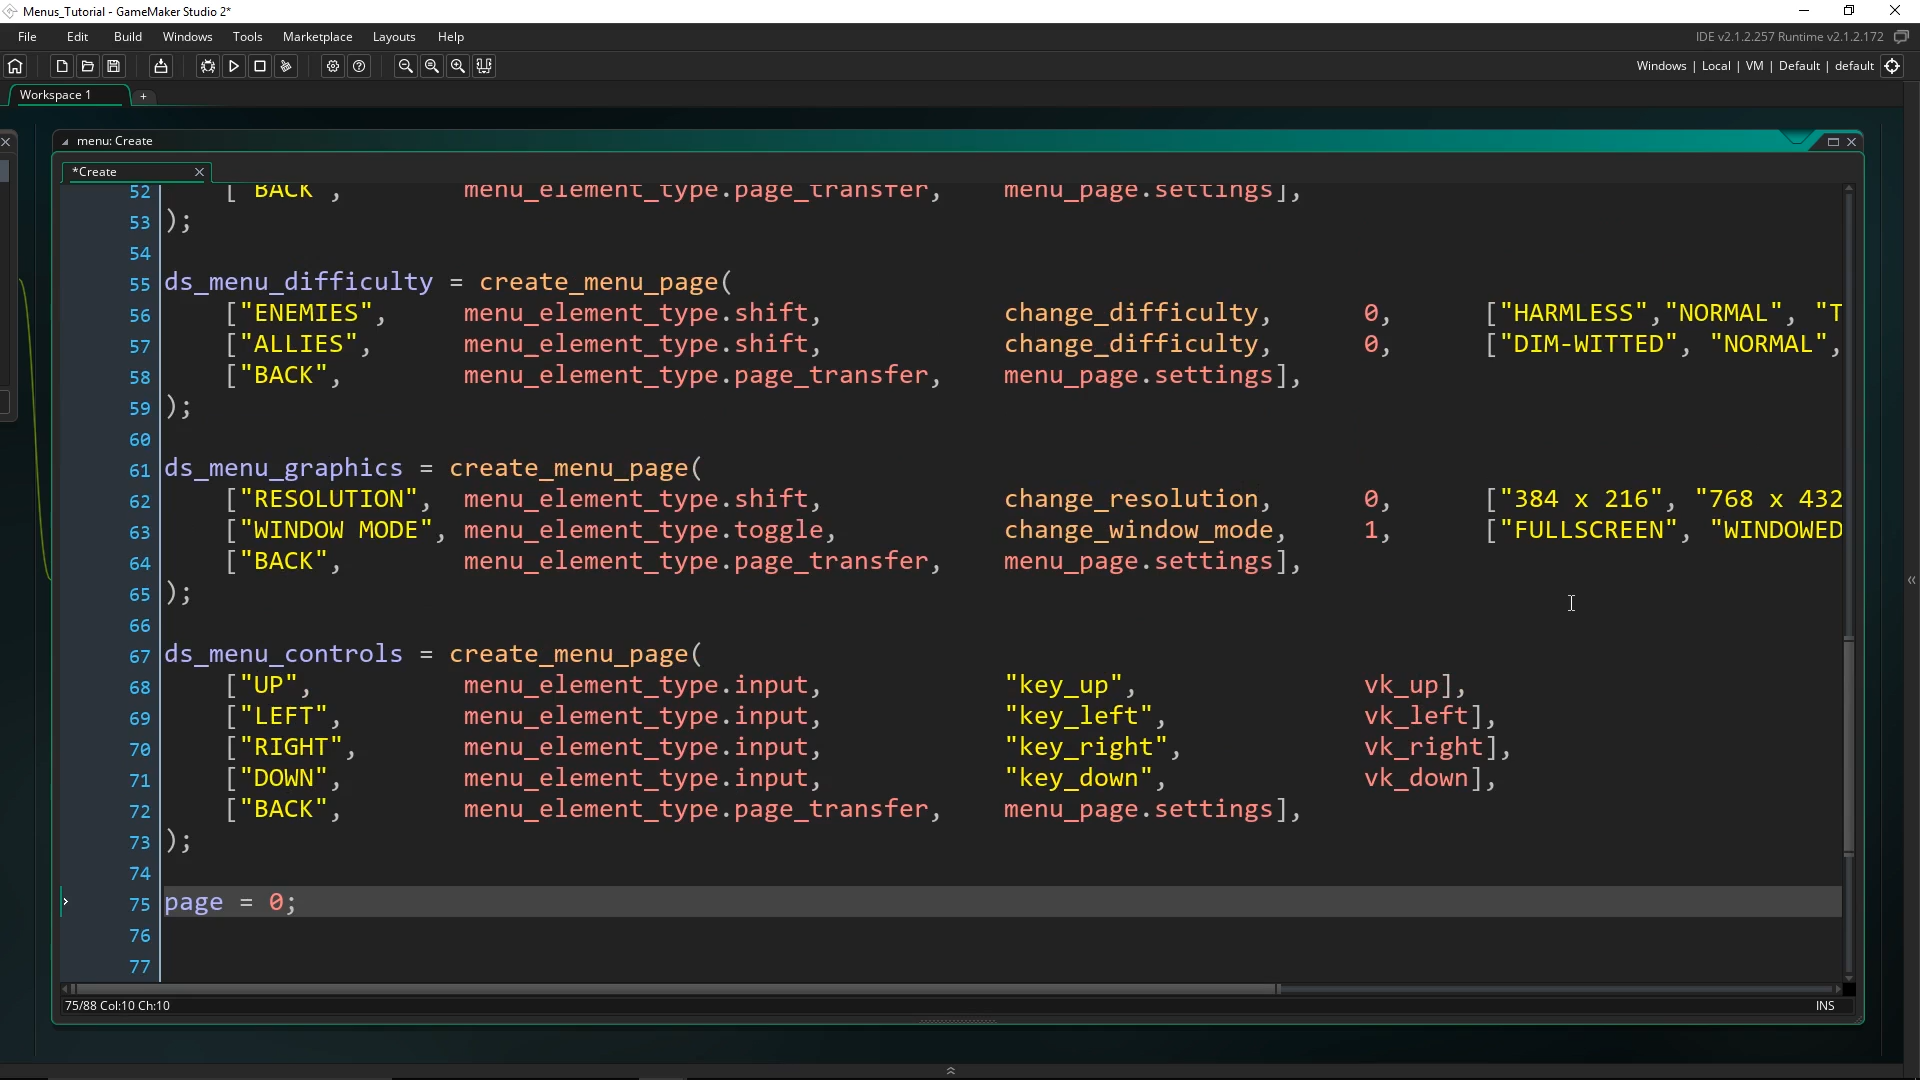 Menus_Tutorial - GameMaker Studio 2*
File Edit Build Windows Tools Marketplace Layouts Help
IDE v2.1.2.257 Runtime v2.1.2.172
Windows | Local | VM | Default | default
Workspace 1 +
menu: Create
*Create
52 ["BACK", menu_element_type.page_transfer, menu_page.settings],
53 );
54
55 ds_menu_difficulty = create_menu_page(
56 ["ENEMIES", menu_element_type.shift, change_difficulty, 0, ["HARMLESS","NORMAL", "T
57 ["ALLIES", menu_element_type.shift, change_difficulty, 0, ["DIM-WITTED", "NORMAL",
58 ["BACK", menu_element_type.page_transfer, menu_page.settings],
59 );
60
61 ds_menu_graphics = create_menu_page(
62 ["RESOLUTION", menu_element_type.shift, change_resolution, 0, ["384 x 216", "768 x 432
63 ["WINDOW MODE", menu_element_type.toggle, change_window_mode, 1, ["FULLSCREEN", "WINDOWED
64 ["BACK", menu_element_type.page_transfer, menu_page.settings],
65 );
66
67 ds_menu_controls = create_menu_page(
68 ["UP", menu_element_type.input, "key_up", vk_up],
69 ["LEFT", menu_element_type.input, "key_left", vk_left],
70 ["RIGHT", menu_element_type.input, "key_right", vk_right],
71 ["DOWN", menu_element_type.input, "key_down", vk_down],
72 ["BACK", menu_element_type.page_transfer, menu_page.settings],
73 );
74
75 page = 0;
76
77
75/88 Col:10 Ch:10 INS